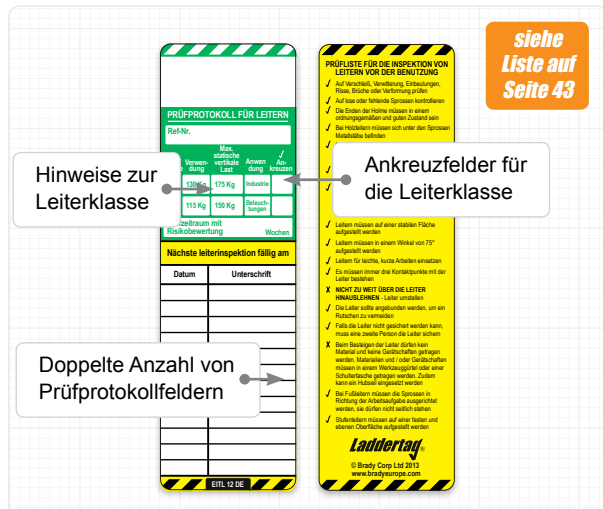 siehe
Liste auf
Seite 43
PRÜFPROTOKOLL FÜR LEITERN
Ref-Nr.
Verwen-
dung
Max.
statische
vertikale
Last
Anwen
dung
√
An-
kreuzen
130 Kg
175 Kg
Industrie
115 Kg
150 Kg
Beleuch-
tungen
zeitraum mit
Risikobewertung
Wochen
Nächste leiterinspektion fällig am
Datum
Unterschrift
EITL 12 DE
Hinweise zur
Leiterklasse
Doppelte Anzahl von
Prüfprotokollfeldern
Ankreuzfelder für
die Leiterklasse
PRÜFLISTE FÜR DIE INSPEKTION VON
LEITERN VOR DER BENUTZUNG
√ Auf Verschleiß, Verwitterung, Einbeulungen,
Risse, Brüche oder Verformung prüfen
√ Auf lose oder fehlende Sprossen kontrollieren
√ Die Enden der Holme müssen in einem
ordnungsgemäßen und guten Zustand sein
√ Bei Holzleitern müssen sich unter den Sprossen
Metallstäbe befinden
√ Leitern müssen auf einer stabilen Fläche
aufgestellt werden
√ Leitern müssen in einem Winkel von 75°
aufgestellt werden
√ Leitern für leichte, kurze Arbeiten einsetzen
√ Es müssen immer drei Kontaktpunkte mit der
Leiter bestehen
X NICHT ZU WEIT ÜBER DIE LEITER
HINAUSLEHNEN - Leiter umstellen
√ Die Leiter sollte angebunden werden, um ein
Rutschen zu vermeiden
√ Falls die Leiter nicht gesichert werden kann,
muss eine zweite Person die Leiter sichern
X Beim Besteigen der Leiter dürfen kein
Material und keine Gerätschaften getragen
werden. Materialien und / oder Gerätschaften
müssen in einem Werkzeuggürtel oder einer
Schultertasche getragen werden. Zudem
kann ein Hubseil eingesetzt werden
√ Bei Fußleitern müssen die Sprossen in
Richtung der Arbeitsaufgabe ausgerichtet
werden, sie dürfen nicht seitlich stehen
√ Stufenleitern müssen auf einer festen und
ebenen Oberfläche aufgestellt werden
Laddertag®
© Brady Corp Ltd 2013
www.bradyeurope.com